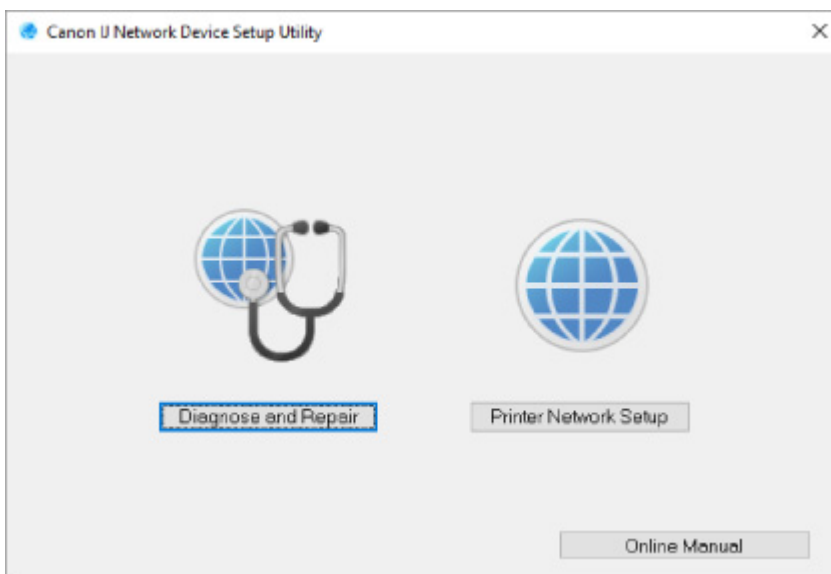 Canon IJ Network Device Setup Utility
Diagnose and Repair
Printer Network Setup
Online Manual